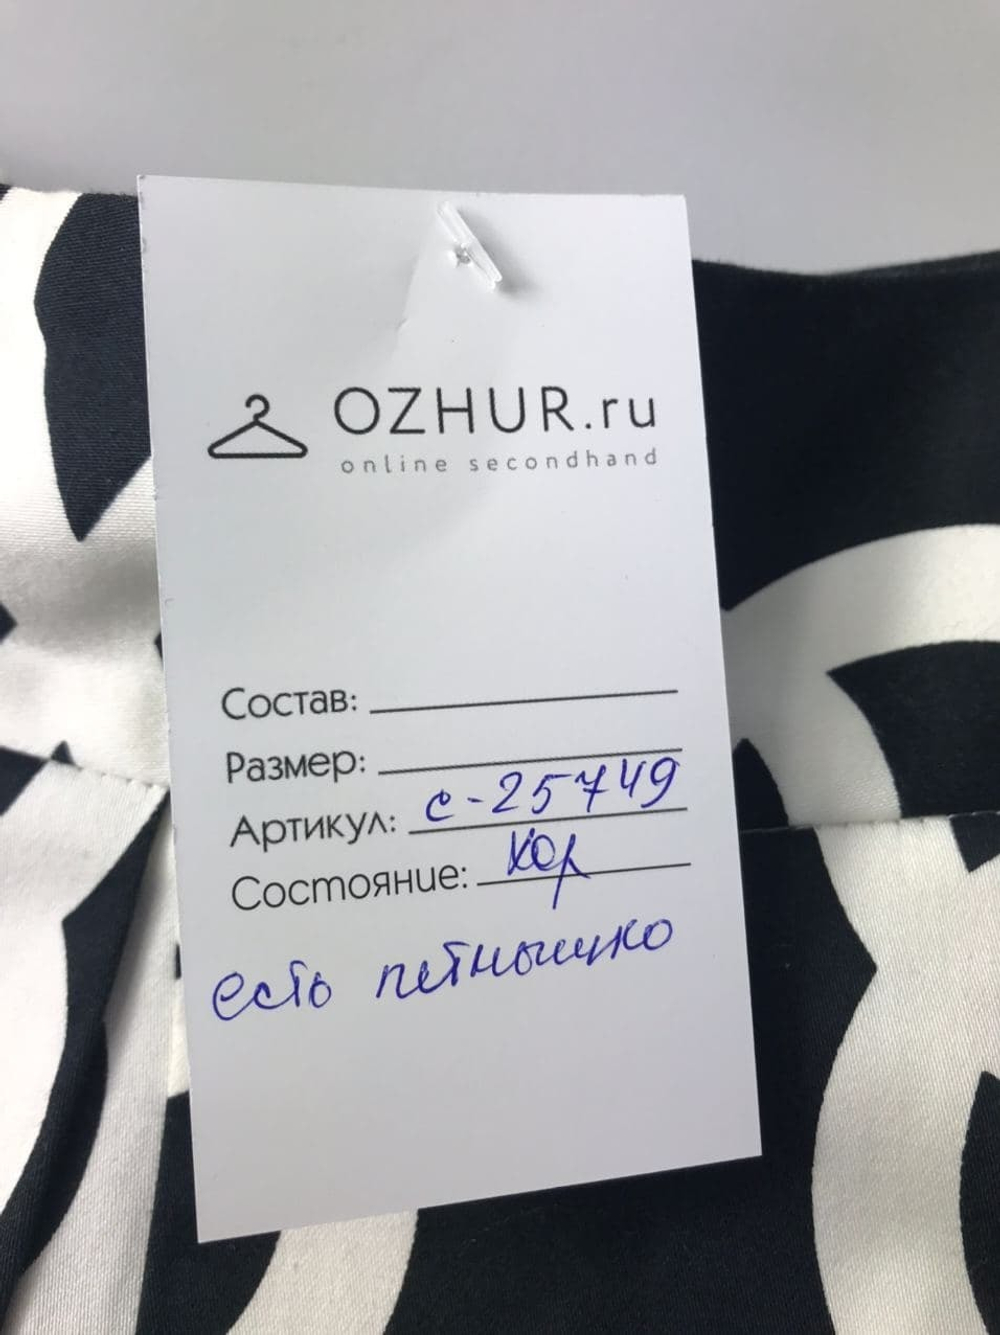 OZHUR.ru
online secondhand
Состав:
Размер:
Артикул: с-25749
Состояние: хор
есть пятнышко